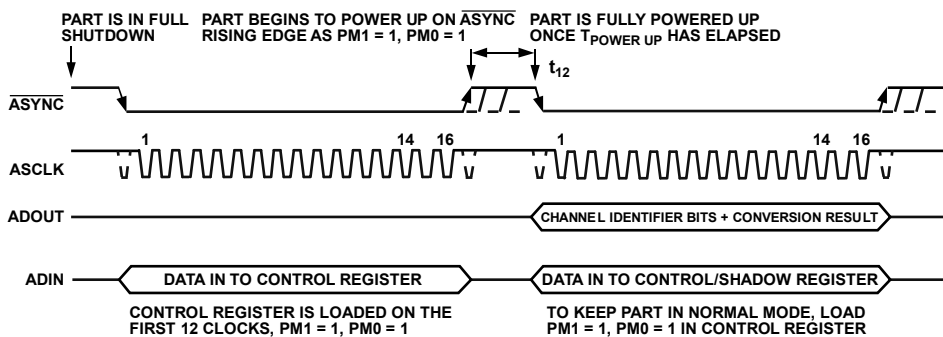 PART IS IN FULL
SHUTDOWN
PART BEGINS TO POWER UP ON ASYNC
RISING EDGE AS PM1 = 1, PM0 = 1
PART IS FULLY POWERED UP
ONCE TPOWER UP HAS ELAPSED
t12
ASYNC
1
14
16
1
14
16
ASCLK
ADOUT
CHANNEL IDENTIFIER BITS + CONVERSION RESULT
ADIN
DATA IN TO CONTROL REGISTER
DATA IN TO CONTROL/SHADOW REGISTER
CONTROL REGISTER IS LOADED ON THE
FIRST 12 CLOCKS, PM1 = 1, PM0 = 1
TO KEEP PART IN NORMAL MODE, LOAD
PM1 = 1, PM0 = 1 IN CONTROL REGISTER